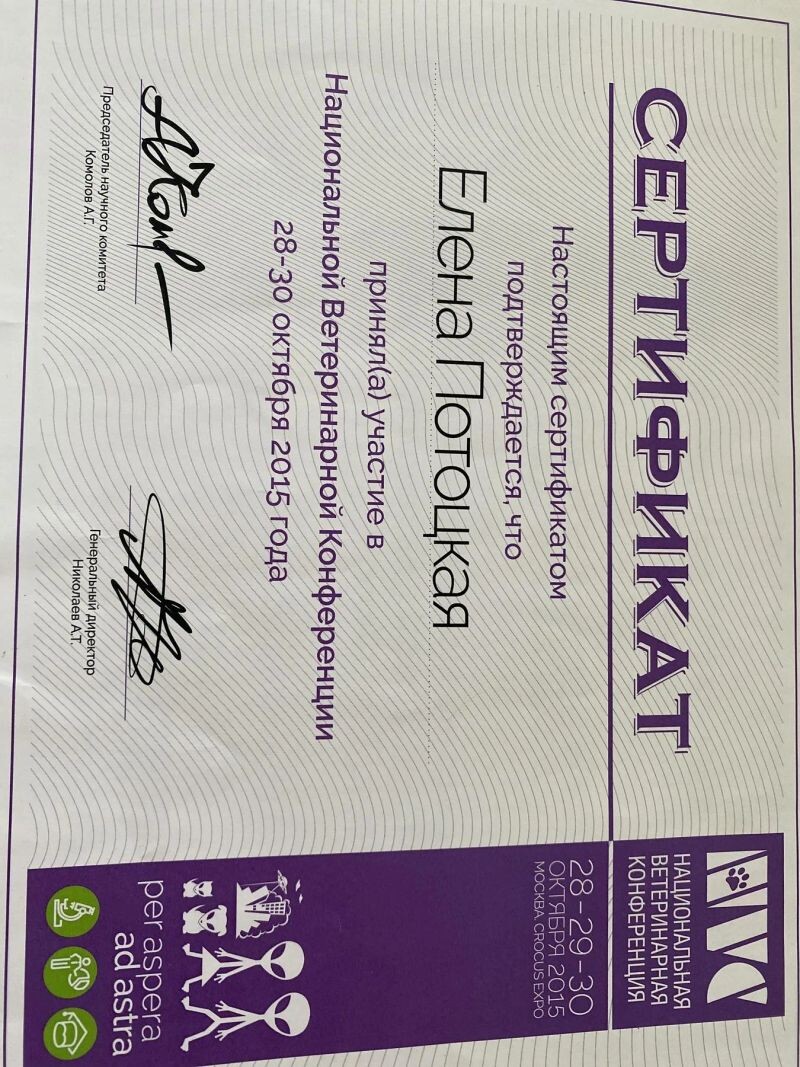 СЕРТИФИКАТ
Настоящим сертификатом
подтверждается, что
Елена Потоцкая
принял(а) участие в
Национальной Ветеринарной Конференции
28-30 октября 2015 года
Председатель научного комитета
Комолов А.Г.
Генеральный директор
Николаев А.Т.
NVC
НАЦИОНАЛЬНАЯ
ВЕТЕРИНАРНАЯ
КОНФЕРЕНЦИЯ
28-29-30
ОКТЯБРЯ 2015
МОСКВА, CROCUS EXPO
per aspera
ad astra